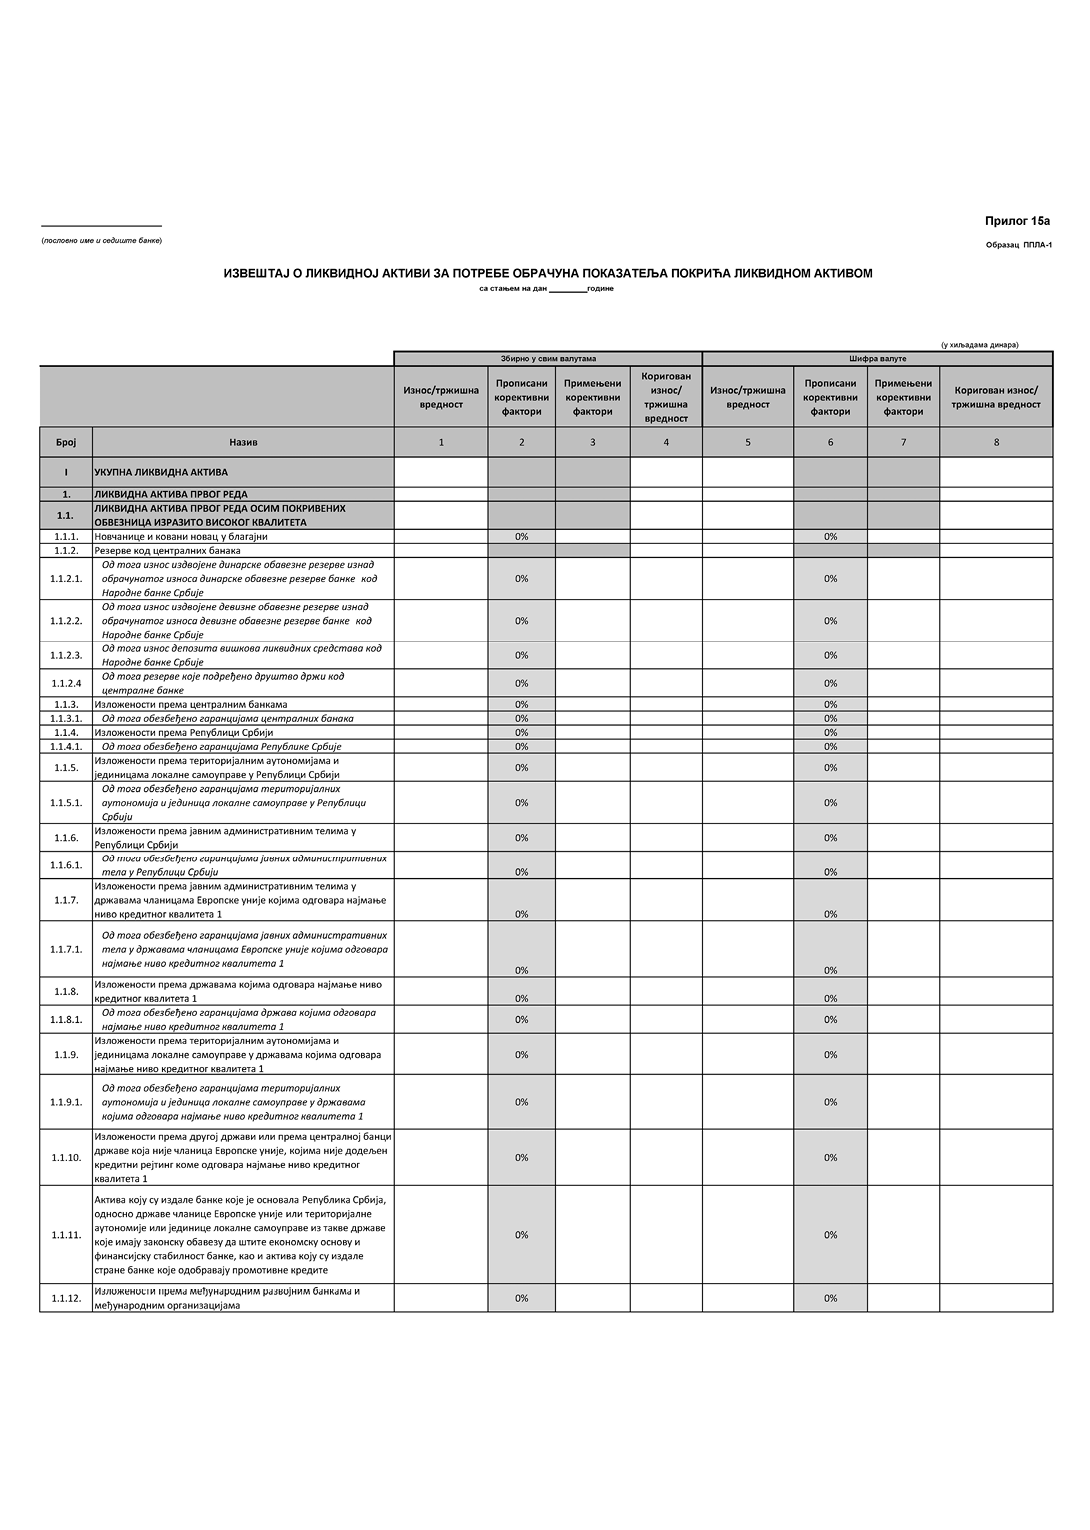 Прилог 15а
(пословно име и седиште банке)
Образац ППЛА-1
ИЗВЕШТАЈ О ЛИКВИДНОЈ АКТИВИ ЗА ПОТРЕБЕ ОБРАЧУНА ПОКАЗАТЕЉА ПОКРИЋА ЛИКВИДНОМ АКТИВОМ
са стањем на дан ________године
(у хиљадама динара)
Збирно у свим валутама Шифра валуте
Износ/тржишна вредност Прописани корективни фактори Примењени корективни фактори Коригован износ/ тржишна вредност Износ/тржишна вредност Прописани корективни фактори Примењени корективни фактори Коригован износ/ тржишна вредност
Број Назив 1 2 3 4 5 6 7 8
I УКУПНА ЛИКВИДНА АКТИВА
1. ЛИКВИДНА АКТИВА ПРВОГ РЕДА
1.1. ЛИКВИДНА АКТИВА ПРВОГ РЕДА ОСИМ ПОКРИВЕНИХ
ОБВЕЗНИЦА ИЗРАЗИТО ВИСОКОГ КВАЛИТЕТА
1.1.1. Новчанице и ковани новац у благајни 0% 0%
1.1.2. Резерве код централних банака
Од тога износ издвојене динарске обавезне резерве изнад
1.1.2.1. обрачунатог износа динарске обавезне резерве банке код 0% 0%
Народне банке Србије
Од тога износ издвојене девизне обавезне резерве изнад
1.1.2.2. обрачунатог износа девизне обавезне резерве банке код 0% 0%
Народне банке Србије
1.1.2.3. Од тога износ депозита вишкова ликвидних средстава код 0% 0%
Народне банке Србије
1.1.2.4 Од тога резерве које подређено друштво држи код 0% 0%
централне банке
1.1.3. Изложености према централним банкама 0% 0%
1.1.3.1. Од тога обезбеђено гаранцијама централних банака 0% 0%
1.1.4. Изложености према Републици Србији 0% 0%
1.1.4.1. Од тога обезбеђено гаранцијама Републике Србије 0% 0%
1.1.5. Изложености према територијалним аутономијама и 0% 0%
јединицама локалне самоуправе у Републици Србији
Од тога обезбеђено гаранцијама територијалних
1.1.5.1. аутономија и јединица локалне самоуправе у Републици 0% 0%
Србији
1.1.6. Изложености према јавним административним телима у 0% 0%
Републици Србији
1.1.6.1. Од тога обезбеђено гаранцијама јавних административних
тела у Републици Србији 0% 0%
Изложености према јавним административним телима у
1.1.7. државама чланицама Европске уније којима одговара најмање
ниво кредитног квалитета 1 0% 0%
Од тога обезбеђено гаранцијама јавних административних
1.1.7.1. тела у државама чланицама Европске уније којима одговара
најмање ниво кредитног квалитета 1 0% 0%
1.1.8. Изложености према државама којима одговара најмање ниво
кредитног квалитета 1 0% 0%
1.1.8.1. Од тога обезбеђено гаранцијама држава којима одговара 0% 0%
најмање ниво кредитног квалитета 1
Изложености према територијалним аутономијама и
1.1.9. јединицама локалне самоуправе у државама којима одговара 0% 0%
најмање ниво кредитног квалитета 1
Од тога обезбеђено гаранцијама територијалних
1.1.9.1. аутономија и јединица локалне самоуправе у државама 0% 0%
којима одговара најмање ниво кредитног квалитета 1
Изложености према другој држави или према централној банци
1.1.10. државе која није чланица Европске уније, којима није додељен 0% 0%
кредитни рејтинг коме одговара најмање ниво кредитног
квалитета 1
Актива коју су издале банке које је основала Република Србија,
односно државе чланице Европске уније или територијалне
аутономије или јединице локалне самоуправе из такве државе
1.1.11. које имају законску обавезу да штите економску основу и 0% 0%
финансијску стабилност банке, као и актива коју су издале
стране банке које одобравају промотивне кредите
1.1.12. Изложености према међународним развојним банкама и 0% 0%
међународним организацијама